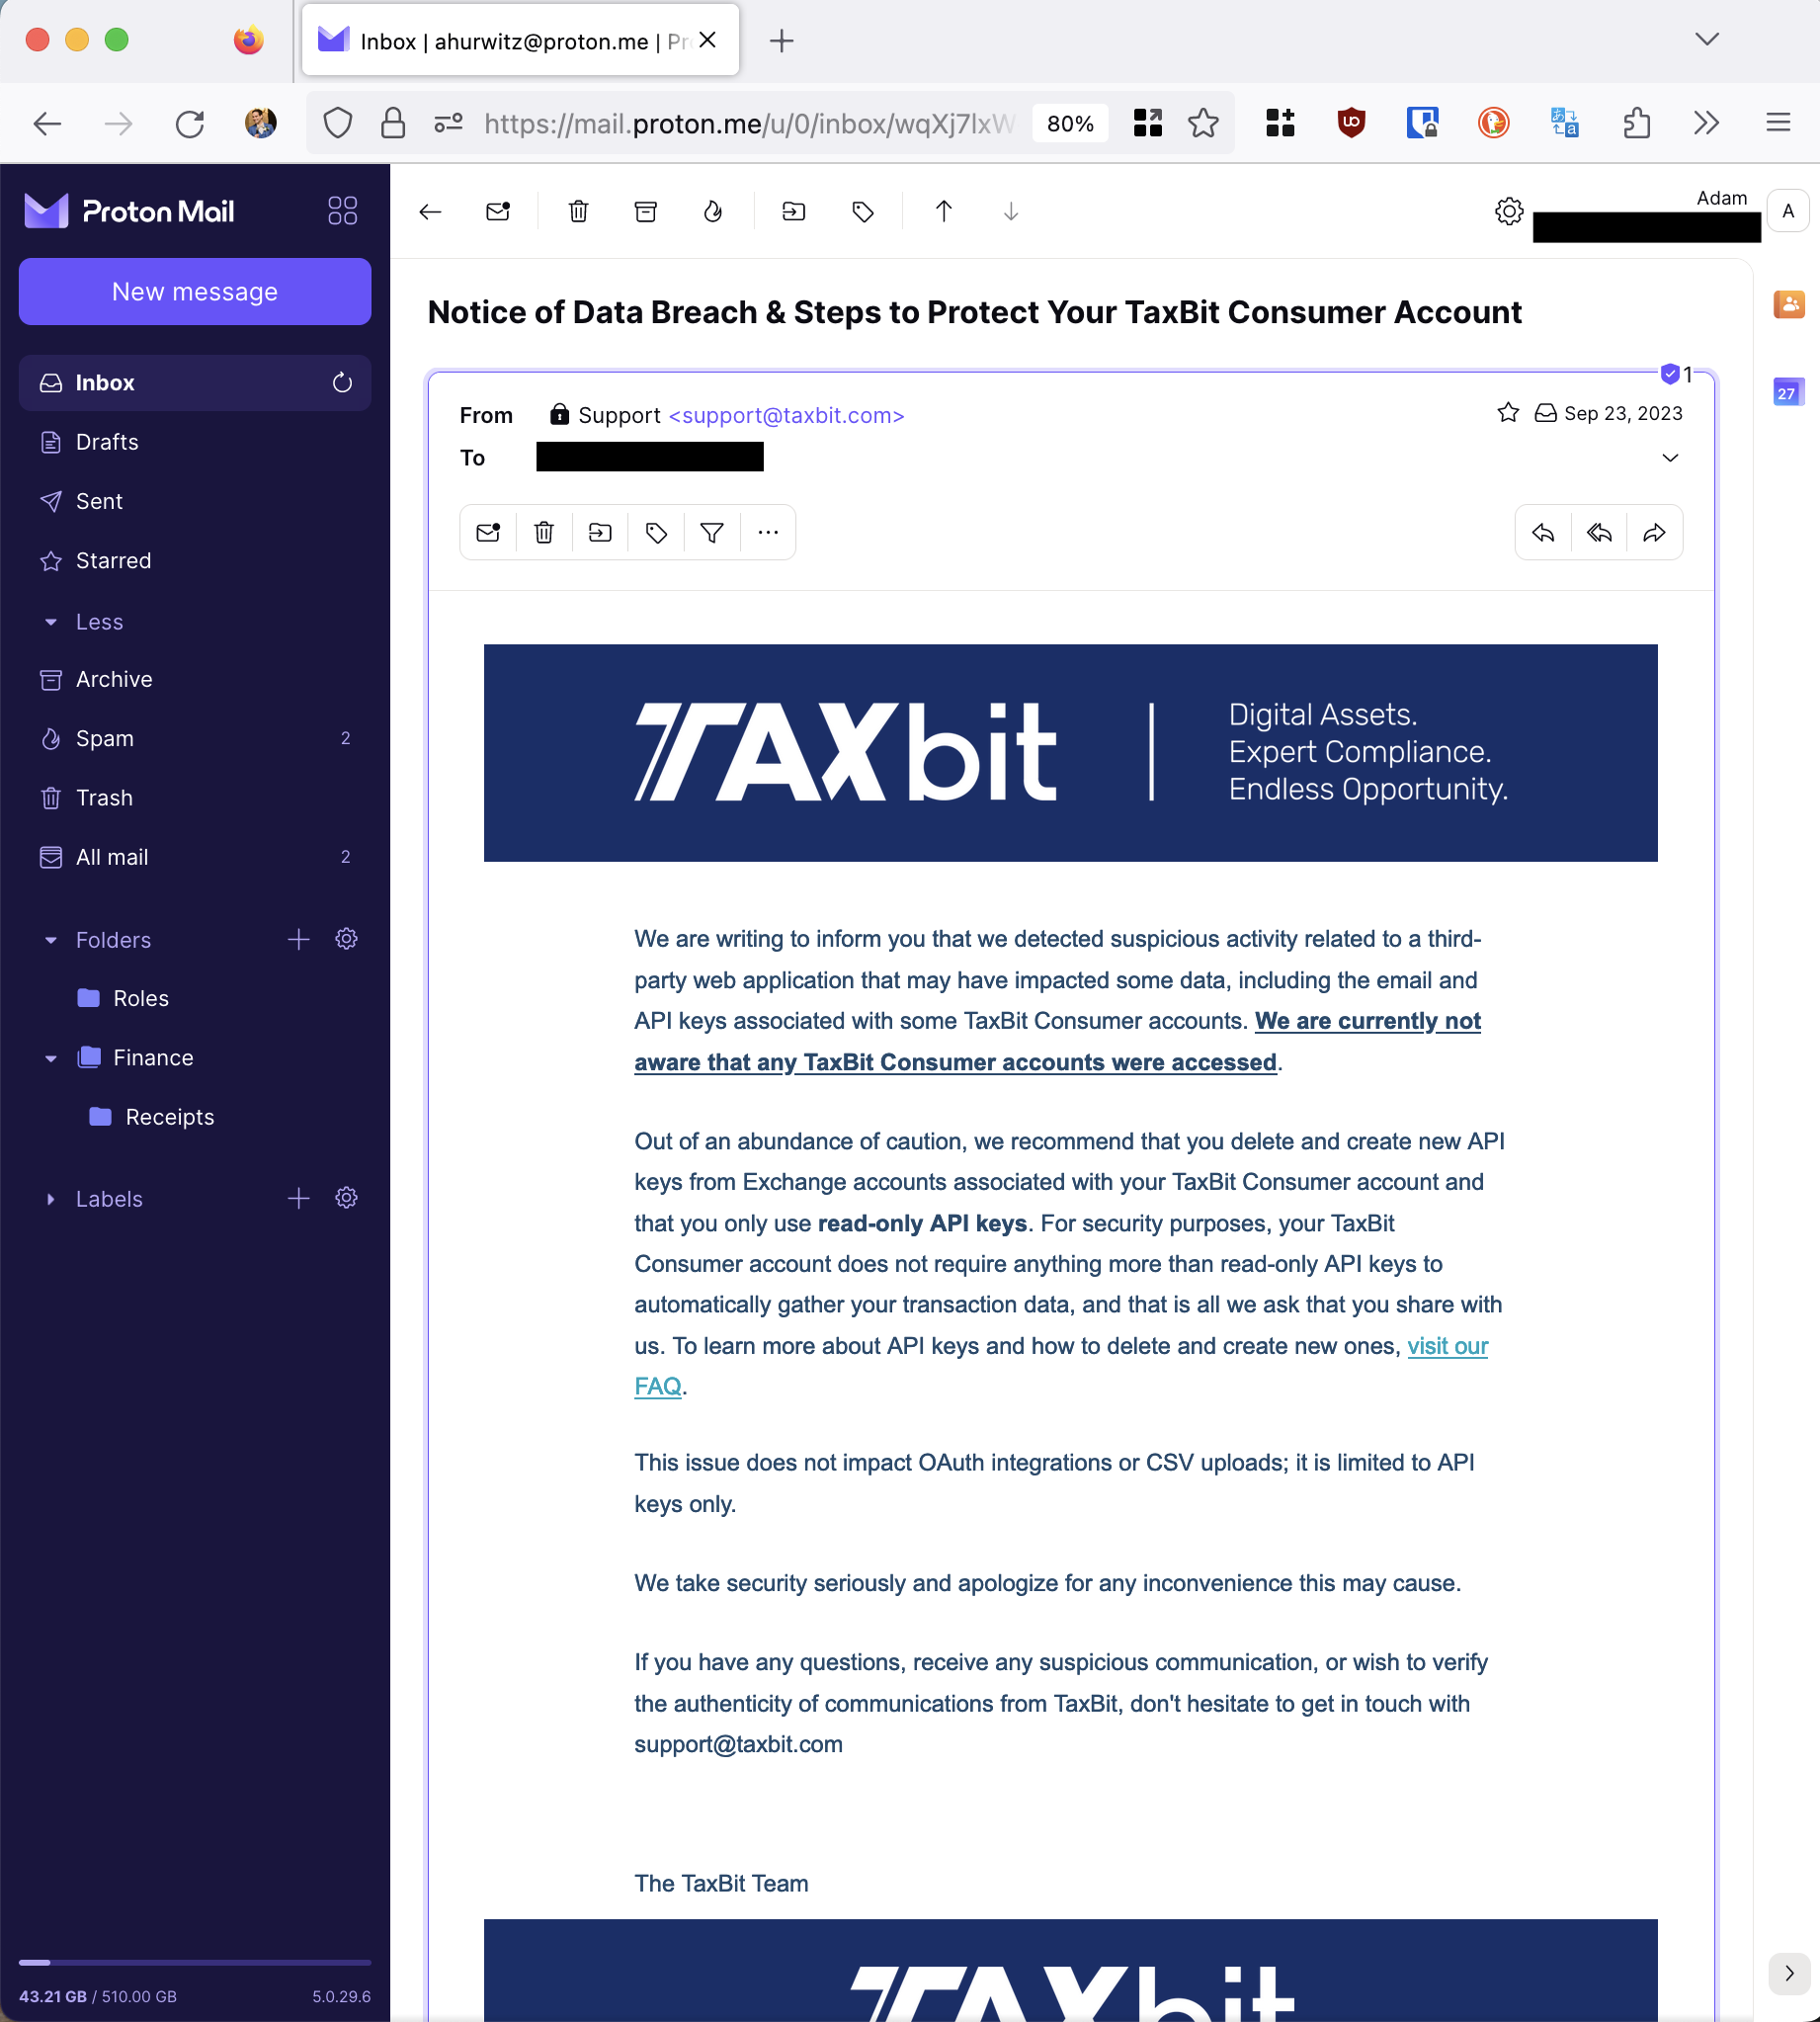 Inbox | ahurwitz@proton.me | Pr
https://mail.proton.me/u/0/inbox/wqXj7lxW
80%
Proton Mail
New message
Inbox
Drafts
Sent
Starred
Less
Archive
Spam 2
Trash
All mail 2
Folders
Roles
Finance
Receipts
Labels
43.21 GB / 510.00 GB 5.0.29.6
Adam
A
27
Notice of Data Breach & Steps to Protect Your TaxBit Consumer Account
1
From Support <support@taxbit.com> Sep 23, 2023
To
TAXbit
Digital Assets.
Expert Compliance.
Endless Opportunity.
We are writing to inform you that we detected suspicious activity related to a third-
party web application that may have impacted some data, including the email and
API keys associated with some TaxBit Consumer accounts. We are currently not
aware that any TaxBit Consumer accounts were accessed.
Out of an abundance of caution, we recommend that you delete and create new API
keys from Exchange accounts associated with your TaxBit Consumer account and
that you only use read-only API keys. For security purposes, your TaxBit
Consumer account does not require anything more than read-only API keys to
automatically gather your transaction data, and that is all we ask that you share with
us. To learn more about API keys and how to delete and create new ones, visit our
FAQ.
This issue does not impact OAuth integrations or CSV uploads; it is limited to API
keys only.
We take security seriously and apologize for any inconvenience this may cause.
If you have any questions, receive any suspicious communication, or wish to verify
the authenticity of communications from TaxBit, don't hesitate to get in touch with
support@taxbit.com
The TaxBit Team
TAXbit